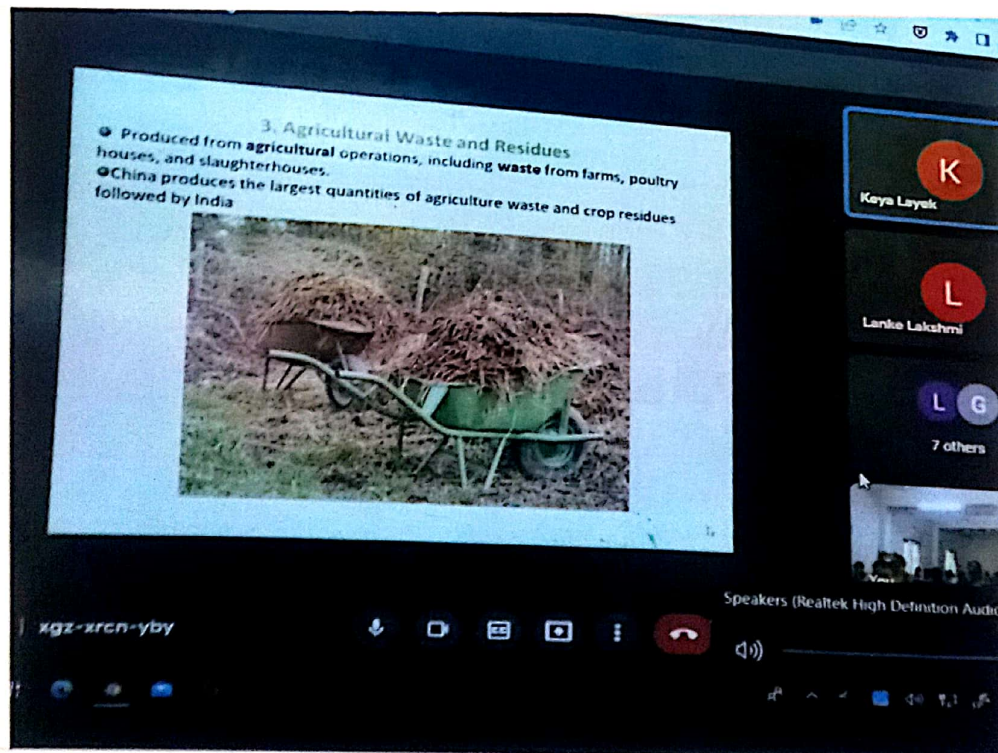 3. Agricultural Waste and Residues
Produced from agricultural operations, including waste from farms, poultry
houses, and slaughterhouses.
China produces the largest quantities of agriculture waste and crop residues
followed by India
K
Keya Layek
L
Lanke Lakshmi
L G
7 others
You
Speakers (Realtek High Definition Audio
xgz-xrcn-yby